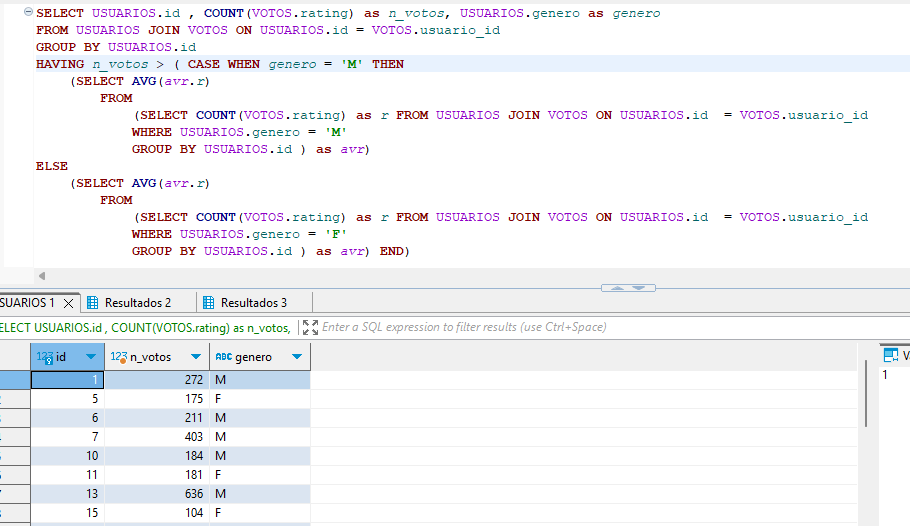 SELECT USUARIOS.id , COUNT(VOTOS.rating) as n_votos, USUARIOS.genero as genero
FROM USUARIOS JOIN VOTOS ON USUARIOS.id = VOTOS.usuario_id
GROUP BY USUARIOS.id
HAVING n_votos > ( CASE WHEN genero = 'M' THEN
(SELECT AVG(avr.r)
FROM
(SELECT COUNT(VOTOS.rating) as r FROM USUARIOS JOIN VOTOS ON USUARIOS.id = VOTOS.usuario_id
WHERE USUARIOS.genero = 'M'
GROUP BY USUARIOS.id ) as avr)
ELSE
(SELECT AVG(avr.r)
FROM
(SELECT COUNT(VOTOS.rating) as r FROM USUARIOS JOIN VOTOS ON USUARIOS.id = VOTOS.usuario_id
WHERE USUARIOS.genero = 'F'
GROUP BY USUARIOS.id ) as avr) END)
SUARIOS 1 Resultados 2 Resultados 3
ELECT USUARIOS.id , COUNT(VOTOS.rating) as n_votos, Enter a SQL expression to filter results (use Ctrl+Space)
123 id 123 n_votos ABC genero V
1 272 M 1
5 175 F
6 211 M
7 403 M
10 184 M
11 181 F
13 636 M
15 104 F